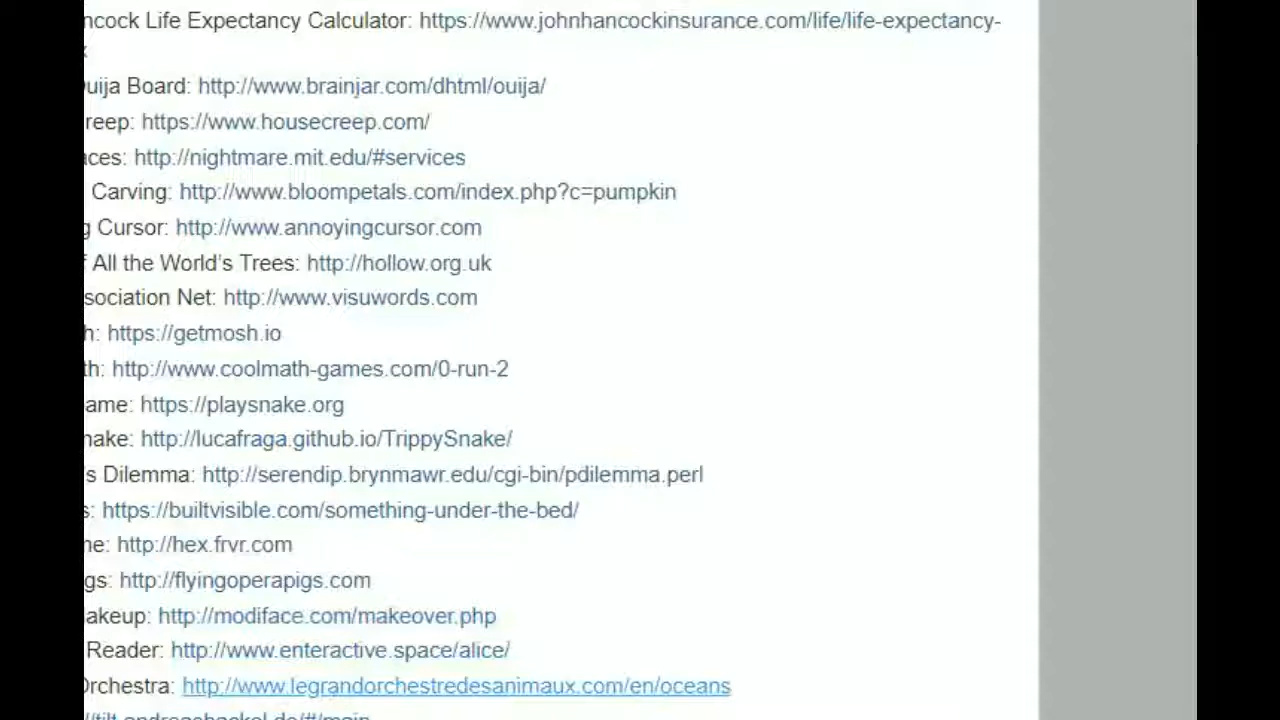 ncock Life Expectancy Calculator: https://www.johnhancockinsurance.com/life/life-expectancy-
x
uija Board: http://www.brainjar.com/dhtml/ouija/
reep: https://www.housecreep.com/
aces: http://nightmare.mit.edu/#services
Carving: http://www.bloompetals.com/index.php?c=pumpkin
g Cursor: http://www.annoyingcursor.com
f All the World's Trees: http://hollow.org.uk
sociation Net: http://www.visuwords.com
h: https://getmosh.io
th: http://www.coolmath-games.com/0-run-2
ame: https://playsnake.org
nake: http://lucafraga.github.io/TrippySnake/
's Dilemma: http://serendip.brynmawr.edu/cgi-bin/pdilemma.perl
s: https://builtvisible.com/something-under-the-bed/
me: http://hex.frvr.com
gs: http://flyingoperapigs.com
akeup: http://modiface.com/makeover.php
Reader: http://www.enteractive.space/alice/
Orchestra: http://www.legrandorchestredesanimaux.com/en/oceans
//tilt.andreashackel.de/#/main